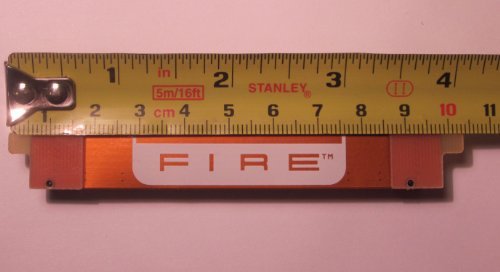 1 in 2 3 4
5m/16ft STANLEY 11
1 2 3 cm 4 5 6 7 8 9 10 11
FIRE™